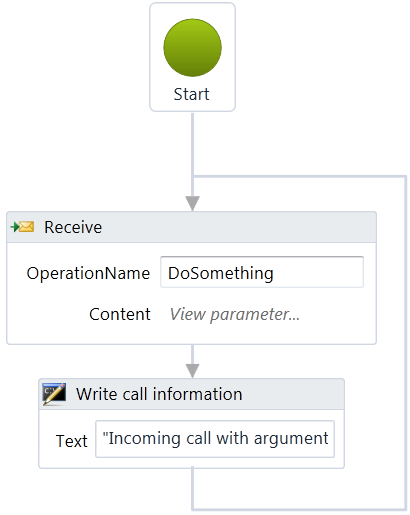 Start
Receive
OperationName DoSomething
Content View parameter...
Write call information
Text "Incoming call with argument